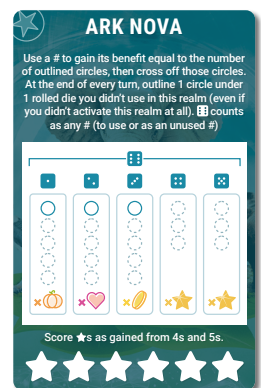 ARK NOVA
Use a # to gain its benefit equal to the number
of outlined circles, then cross off those circles.
At the end of every turn, outline 1 circle under
1 rolled die you didn't use in this realm (even if
you didn't activate this realm at all). ⚅ counts
as any # (to use or as an unused #)
×
×
×
×
×
Score ★s as gained from 4s and 5s.